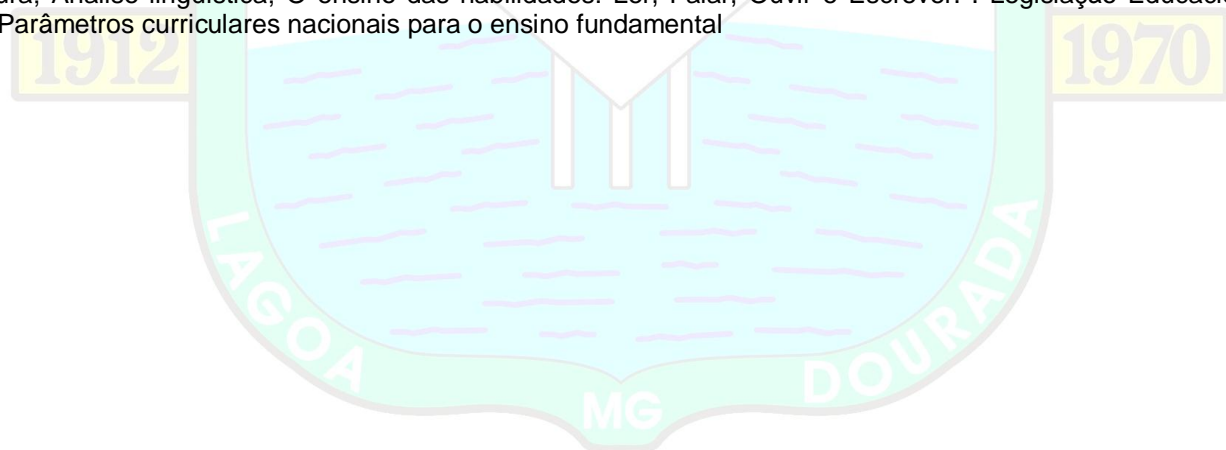 Análise linguística, O ensino das habilidades: Ler, Falar, Ouvir e Escrever. . Legislação
Parâmetros curriculares nacionais para o ensino fundamental
1912
1970
LAGOA
DOURADA
MG